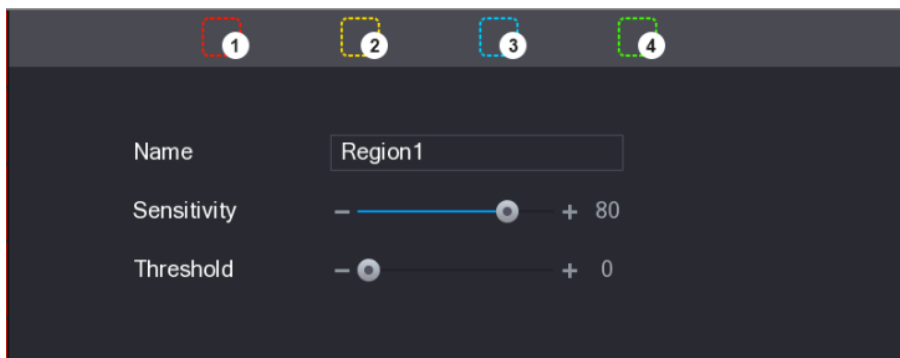 1 2 3 4
Name Region1
Sensitivity − + 80
Threshold − + 0